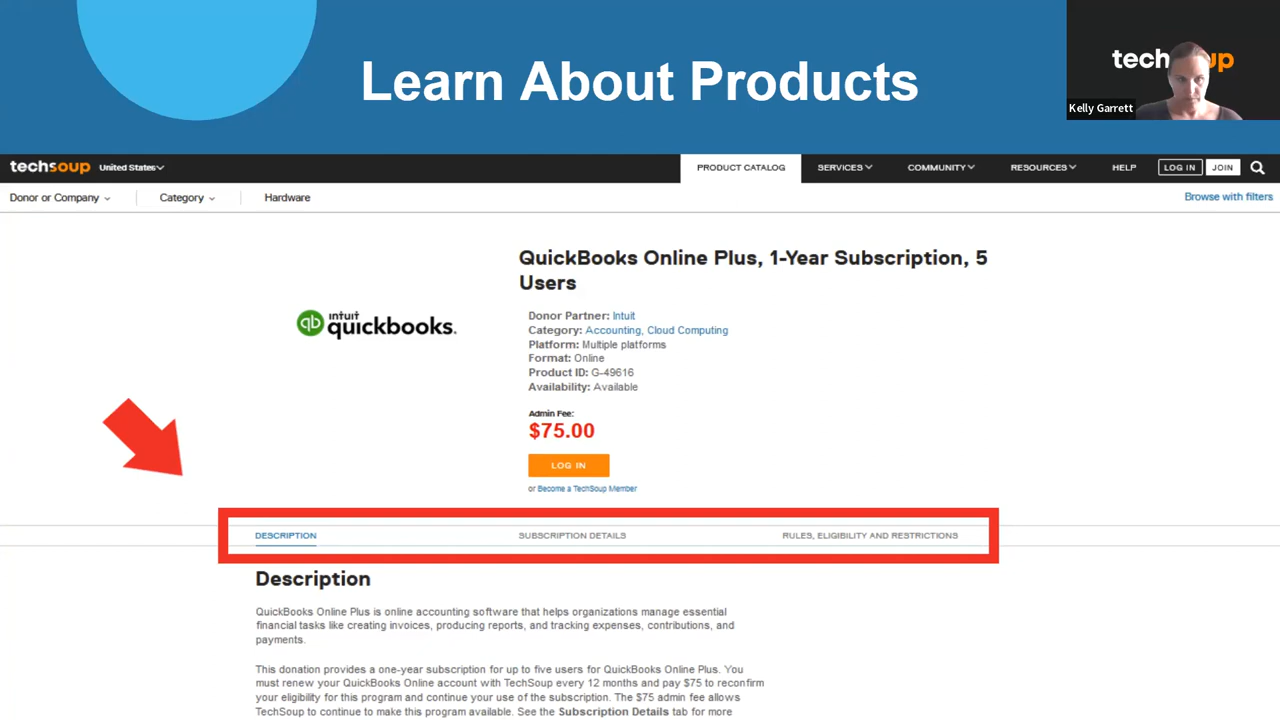 Learn About Products
techsoup
Kelly Garrett
techsoup United States
PRODUCT CATALOG SERVICES COMMUNITY RESOURCES HELP LOG IN JOIN
Donor or Company Category Hardware Browse with filters
QuickBooks Online Plus, 1-Year Subscription, 5
Users
intuit
quickbooks.
Donor Partner: Intuit
Category: Accounting, Cloud Computing
Platform: Multiple platforms
Format: Online
Product ID: G-49616
Availability: Available
Admin Fee:
$75.00
LOG IN
or Become a TechSoup Member
DESCRIPTION SUBSCRIPTION DETAILS RULES, ELIGIBILITY AND RESTRICTIONS
Description
QuickBooks Online Plus is online accounting software that helps organizations manage essential
financial tasks like creating invoices, producing reports, and tracking expenses, contributions, and
payments.
This donation provides a one-year subscription for up to five users for QuickBooks Online Plus. You
must renew your QuickBooks Online account with TechSoup every 12 months and pay $75 to reconfirm
your eligibility for this program and continue your use of the subscription. The $75 admin fee allows
TechSoup to continue to make this program available. See the Subscription Details tab for more